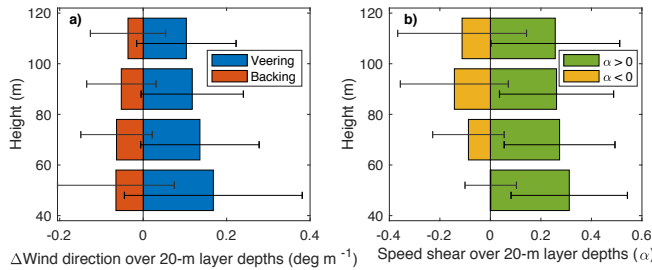 a)
Height (m)
120
100
80
60
40
Veering
Backing
-0.2 0 0.2 0.4
ΔWind direction over 20-m layer depths (deg m⁻¹)
b)
Height (m)
120
100
80
60
40
α > 0
α < 0
-0.4 -0.2 0 0.2 0.4 0.6
Speed shear over 20-m layer depths (α)